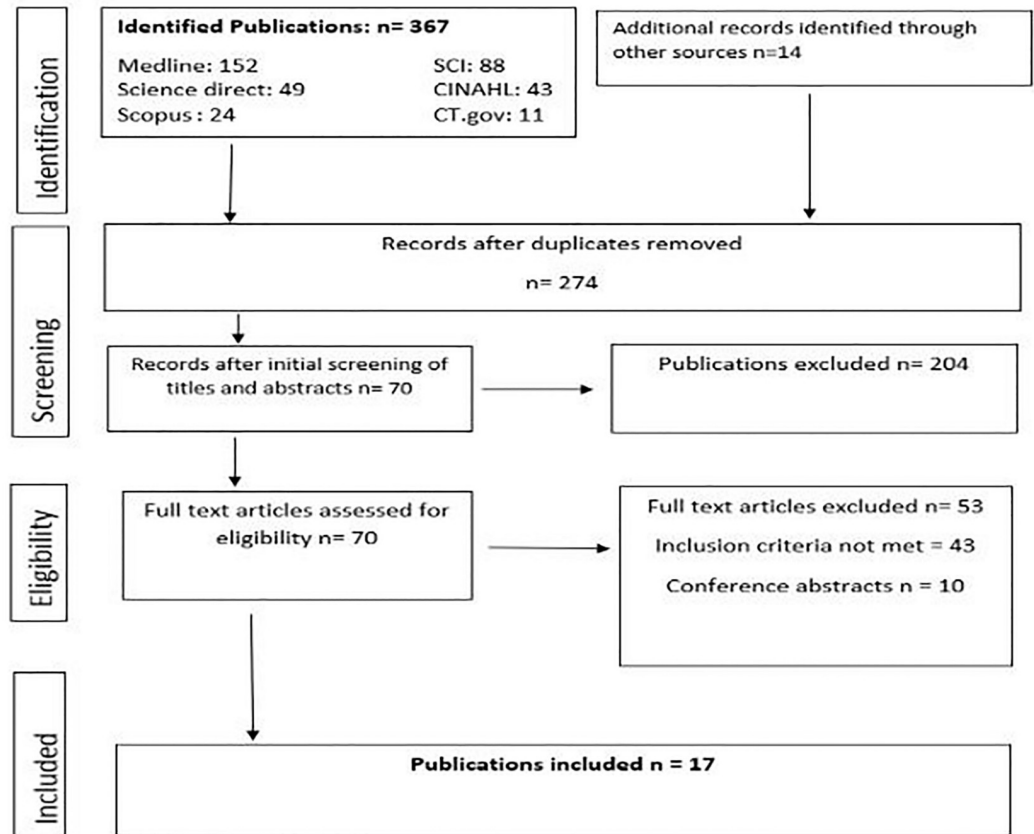 Identification
Identified Publications: n= 367
Medline: 152 SCI: 88
Science direct: 49 CINAHL: 43
Scopus : 24 CT.gov: 11
Additional records identified through
other sources n=14
Screening
Records after duplicates removed
n= 274
Records after initial screening of
titles and abstracts n= 70
Publications excluded n= 204
Eligibility
Full text articles assessed for
eligibility n= 70
Full text articles excluded n= 53
Inclusion criteria not met = 43
Conference abstracts n = 10
Included
Publications included n = 17